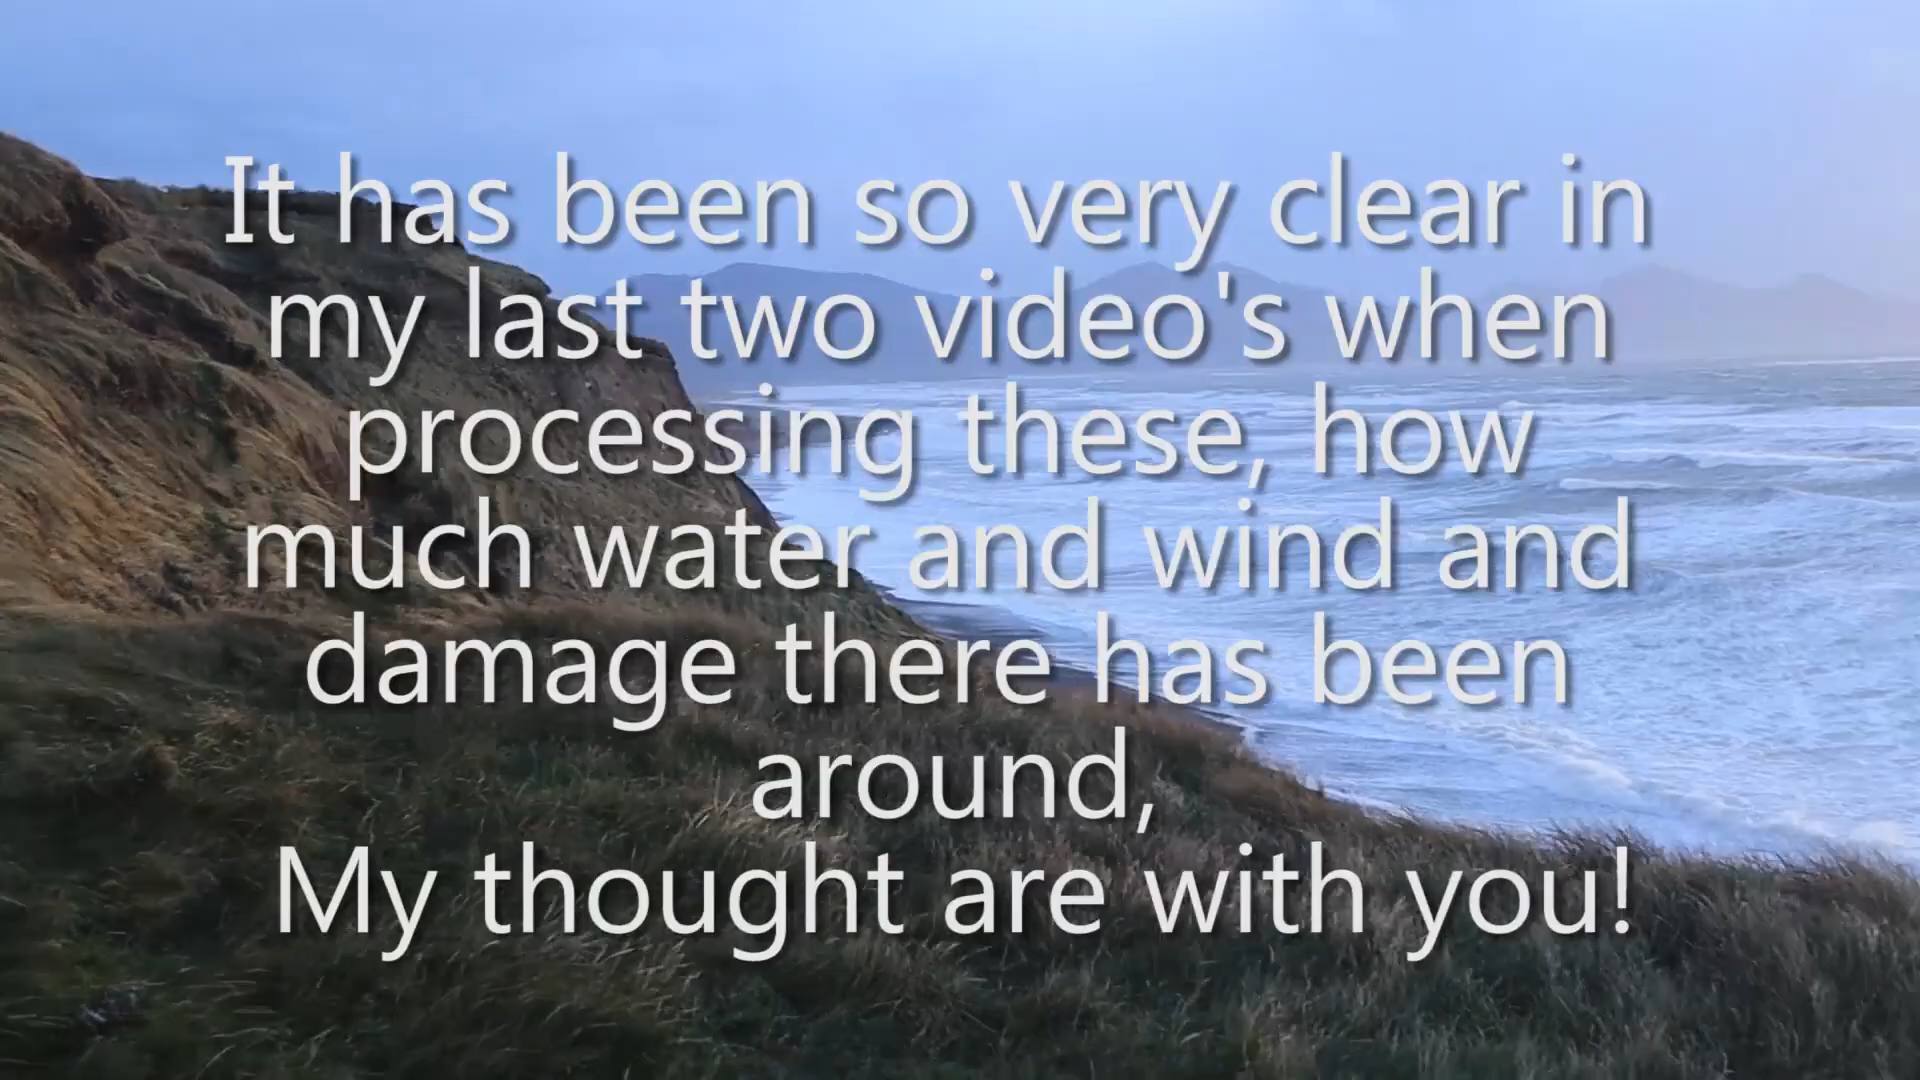 It has been so very clear in
my last two video's when
processing these, how
much water and wind and
damage there has been
around,
My thought are with you!